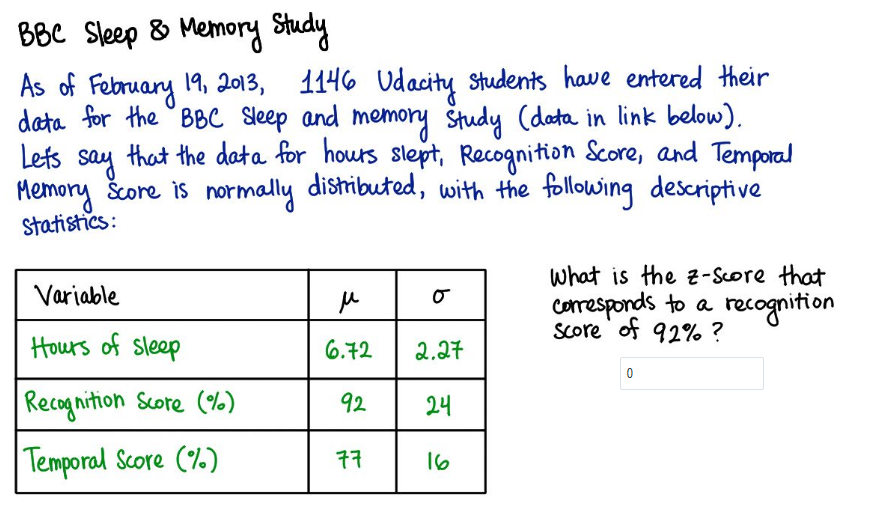 BBC Sleep & Memory Study
As of February 19, 2013, 1146 Udacity students have entered their
data for the BBC Sleep and memory Study (data in link below).
Lets say that the data for hours slept, Recognition Score, and Temporal
Memory Score is normally distributed, with the following descriptive
Statistics:
Variable μ σ
Hours of Sleep 6.72 2.27
Recognition Score (%) 92 24
Temporal Score (%) 77 16
What is the z-score that
corresponds to a recognition
score of 92% ?
0